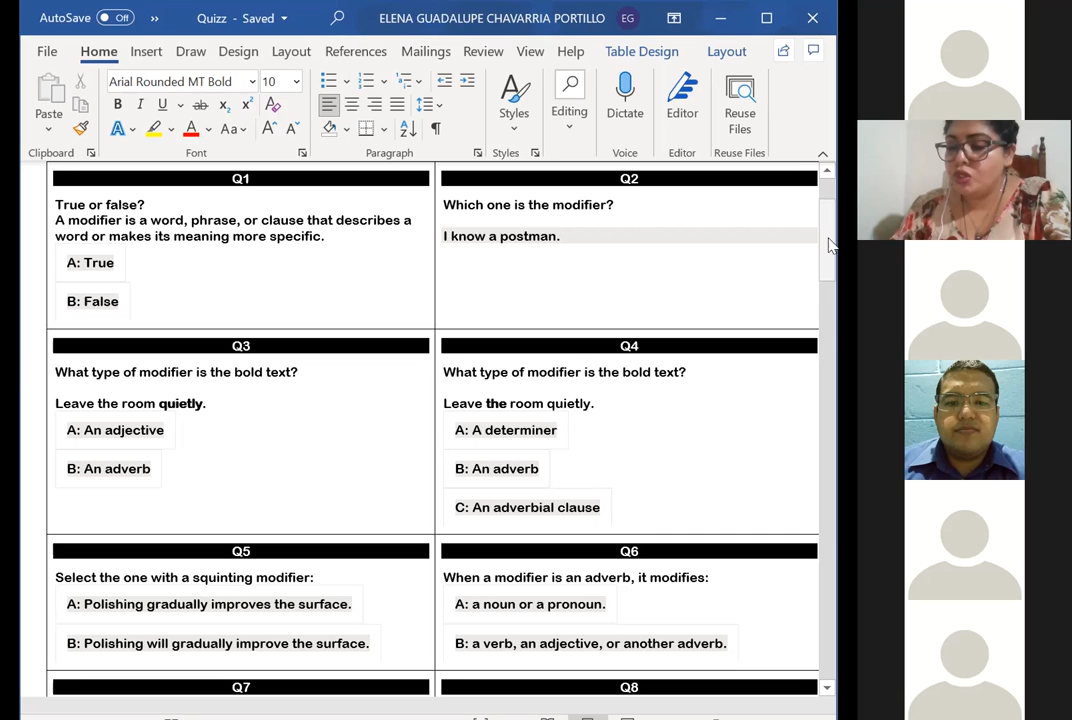 AutoSave Off Quizz - Saved ELENA GUADALUPE CHAVARRIA PORTILLO EG
File Home Insert Draw Design Layout References Mailings Review View Help Table Design Layout
Arial Rounded MT Bold 10
Paste Styles Editing Dictate Editor Reuse Files
Clipboard Font Paragraph Styles Voice Editor Reuse Files
Q1
True or false?
A modifier is a word, phrase, or clause that describes a
word or makes its meaning more specific.
A: True
B: False
Q2
Which one is the modifier?
I know a postman.
Q3
What type of modifier is the bold text?
Leave the room quietly.
A: An adjective
B: An adverb
Q4
What type of modifier is the bold text?
Leave the room quietly.
A: A determiner
B: An adverb
C: An adverbial clause
Q5
Select the one with a squinting modifier:
A: Polishing gradually improves the surface.
B: Polishing will gradually improve the surface.
Q6
When a modifier is an adverb, it modifies:
A: a noun or a pronoun.
B: a verb, an adjective, or another adverb.
Q7
Q8